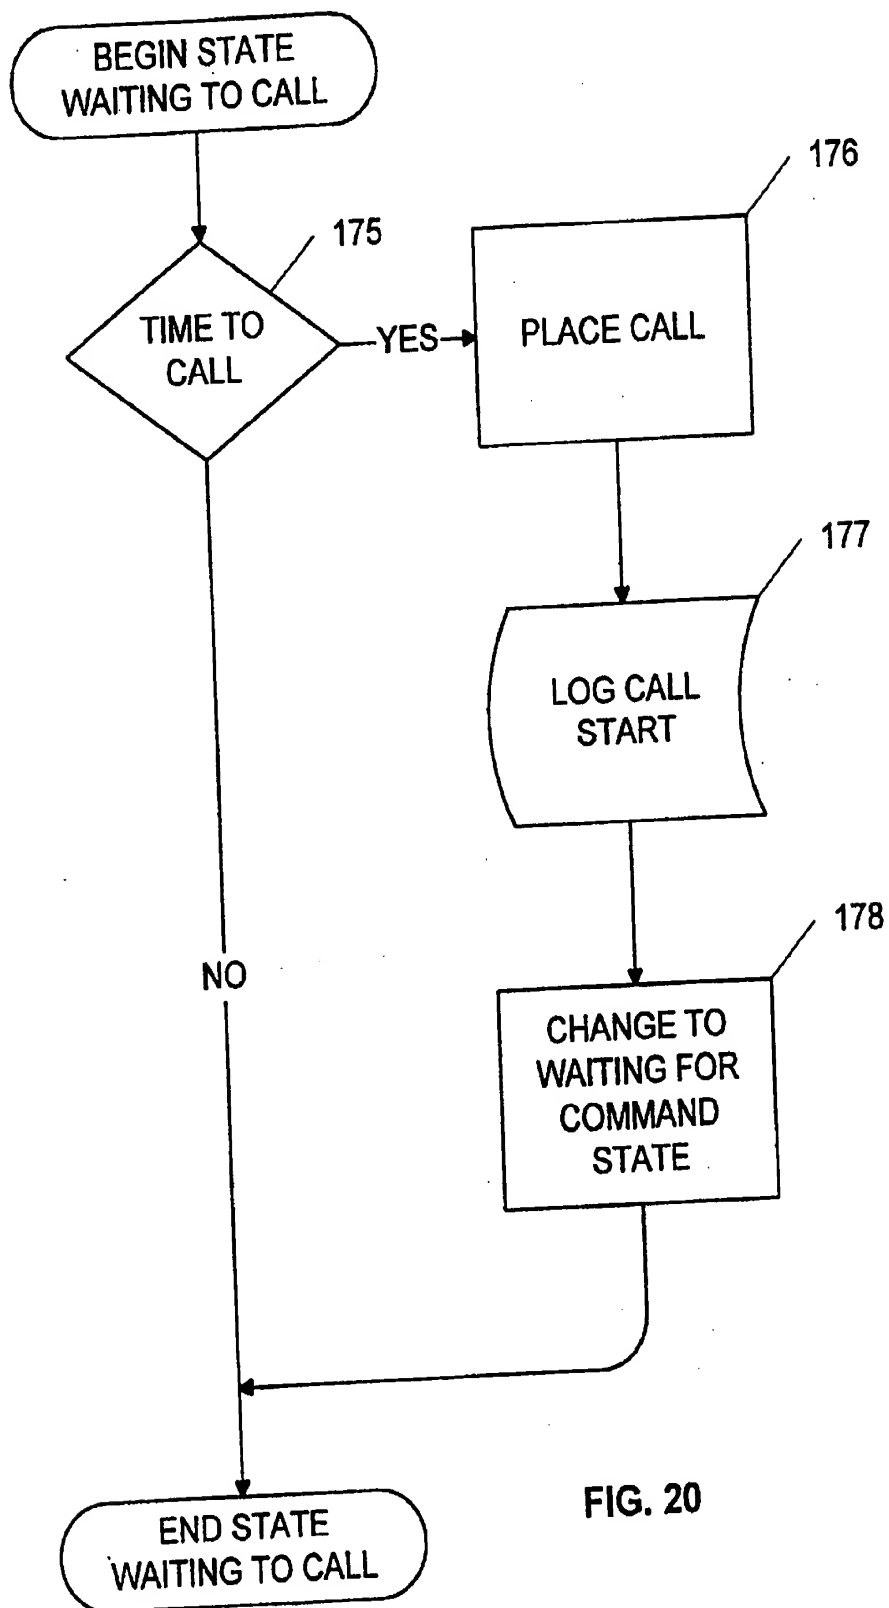 BEGIN STATE
WAITING TO CALL
175
TIME TO
CALL
YES
176
PLACE CALL
177
LOG CALL
START
178
CHANGE TO
WAITING FOR
COMMAND
STATE
NO
END STATE
WAITING TO CALL
FIG. 20